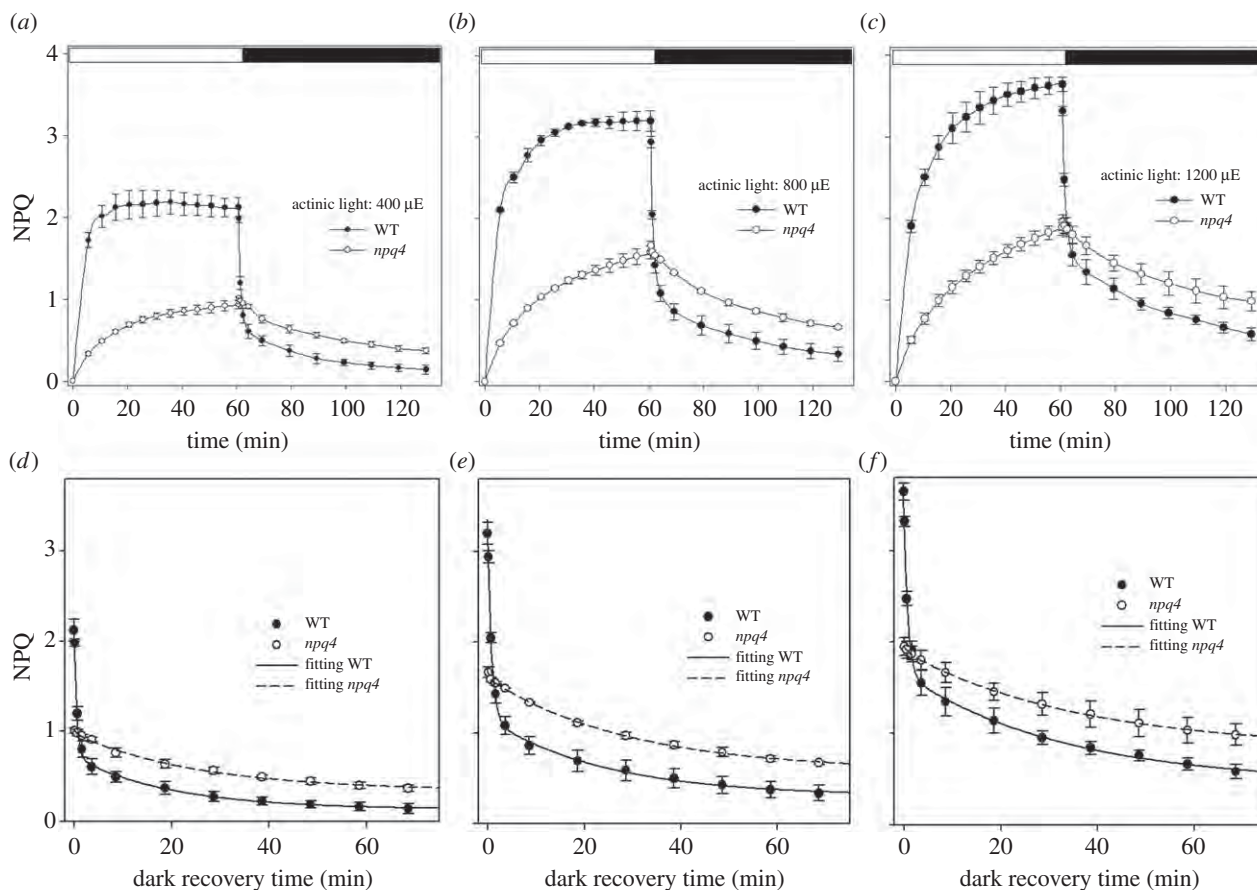 (a)
(b)
(c)
4
3
2
1
0
NPQ
actinic light: 400 μE
WT
npq4
actinic light: 800 μE
WT
npq4
actinic light: 1200 μE
WT
npq4
0 20 40 60 80 100 120
0 20 40 60 80 100 120
0 20 40 60 80 100 120
time (min)
time (min)
time (min)
(d)
(e)
(f)
3
2
1
0
NPQ
WT
npq4
fitting WT
fitting npq4
WT
npq4
fitting WT
fitting npq4
WT
npq4
fitting WT
fitting npq4
0 20 40 60
0 20 40 60
0 20 40 60
dark recovery time (min)
dark recovery time (min)
dark recovery time (min)